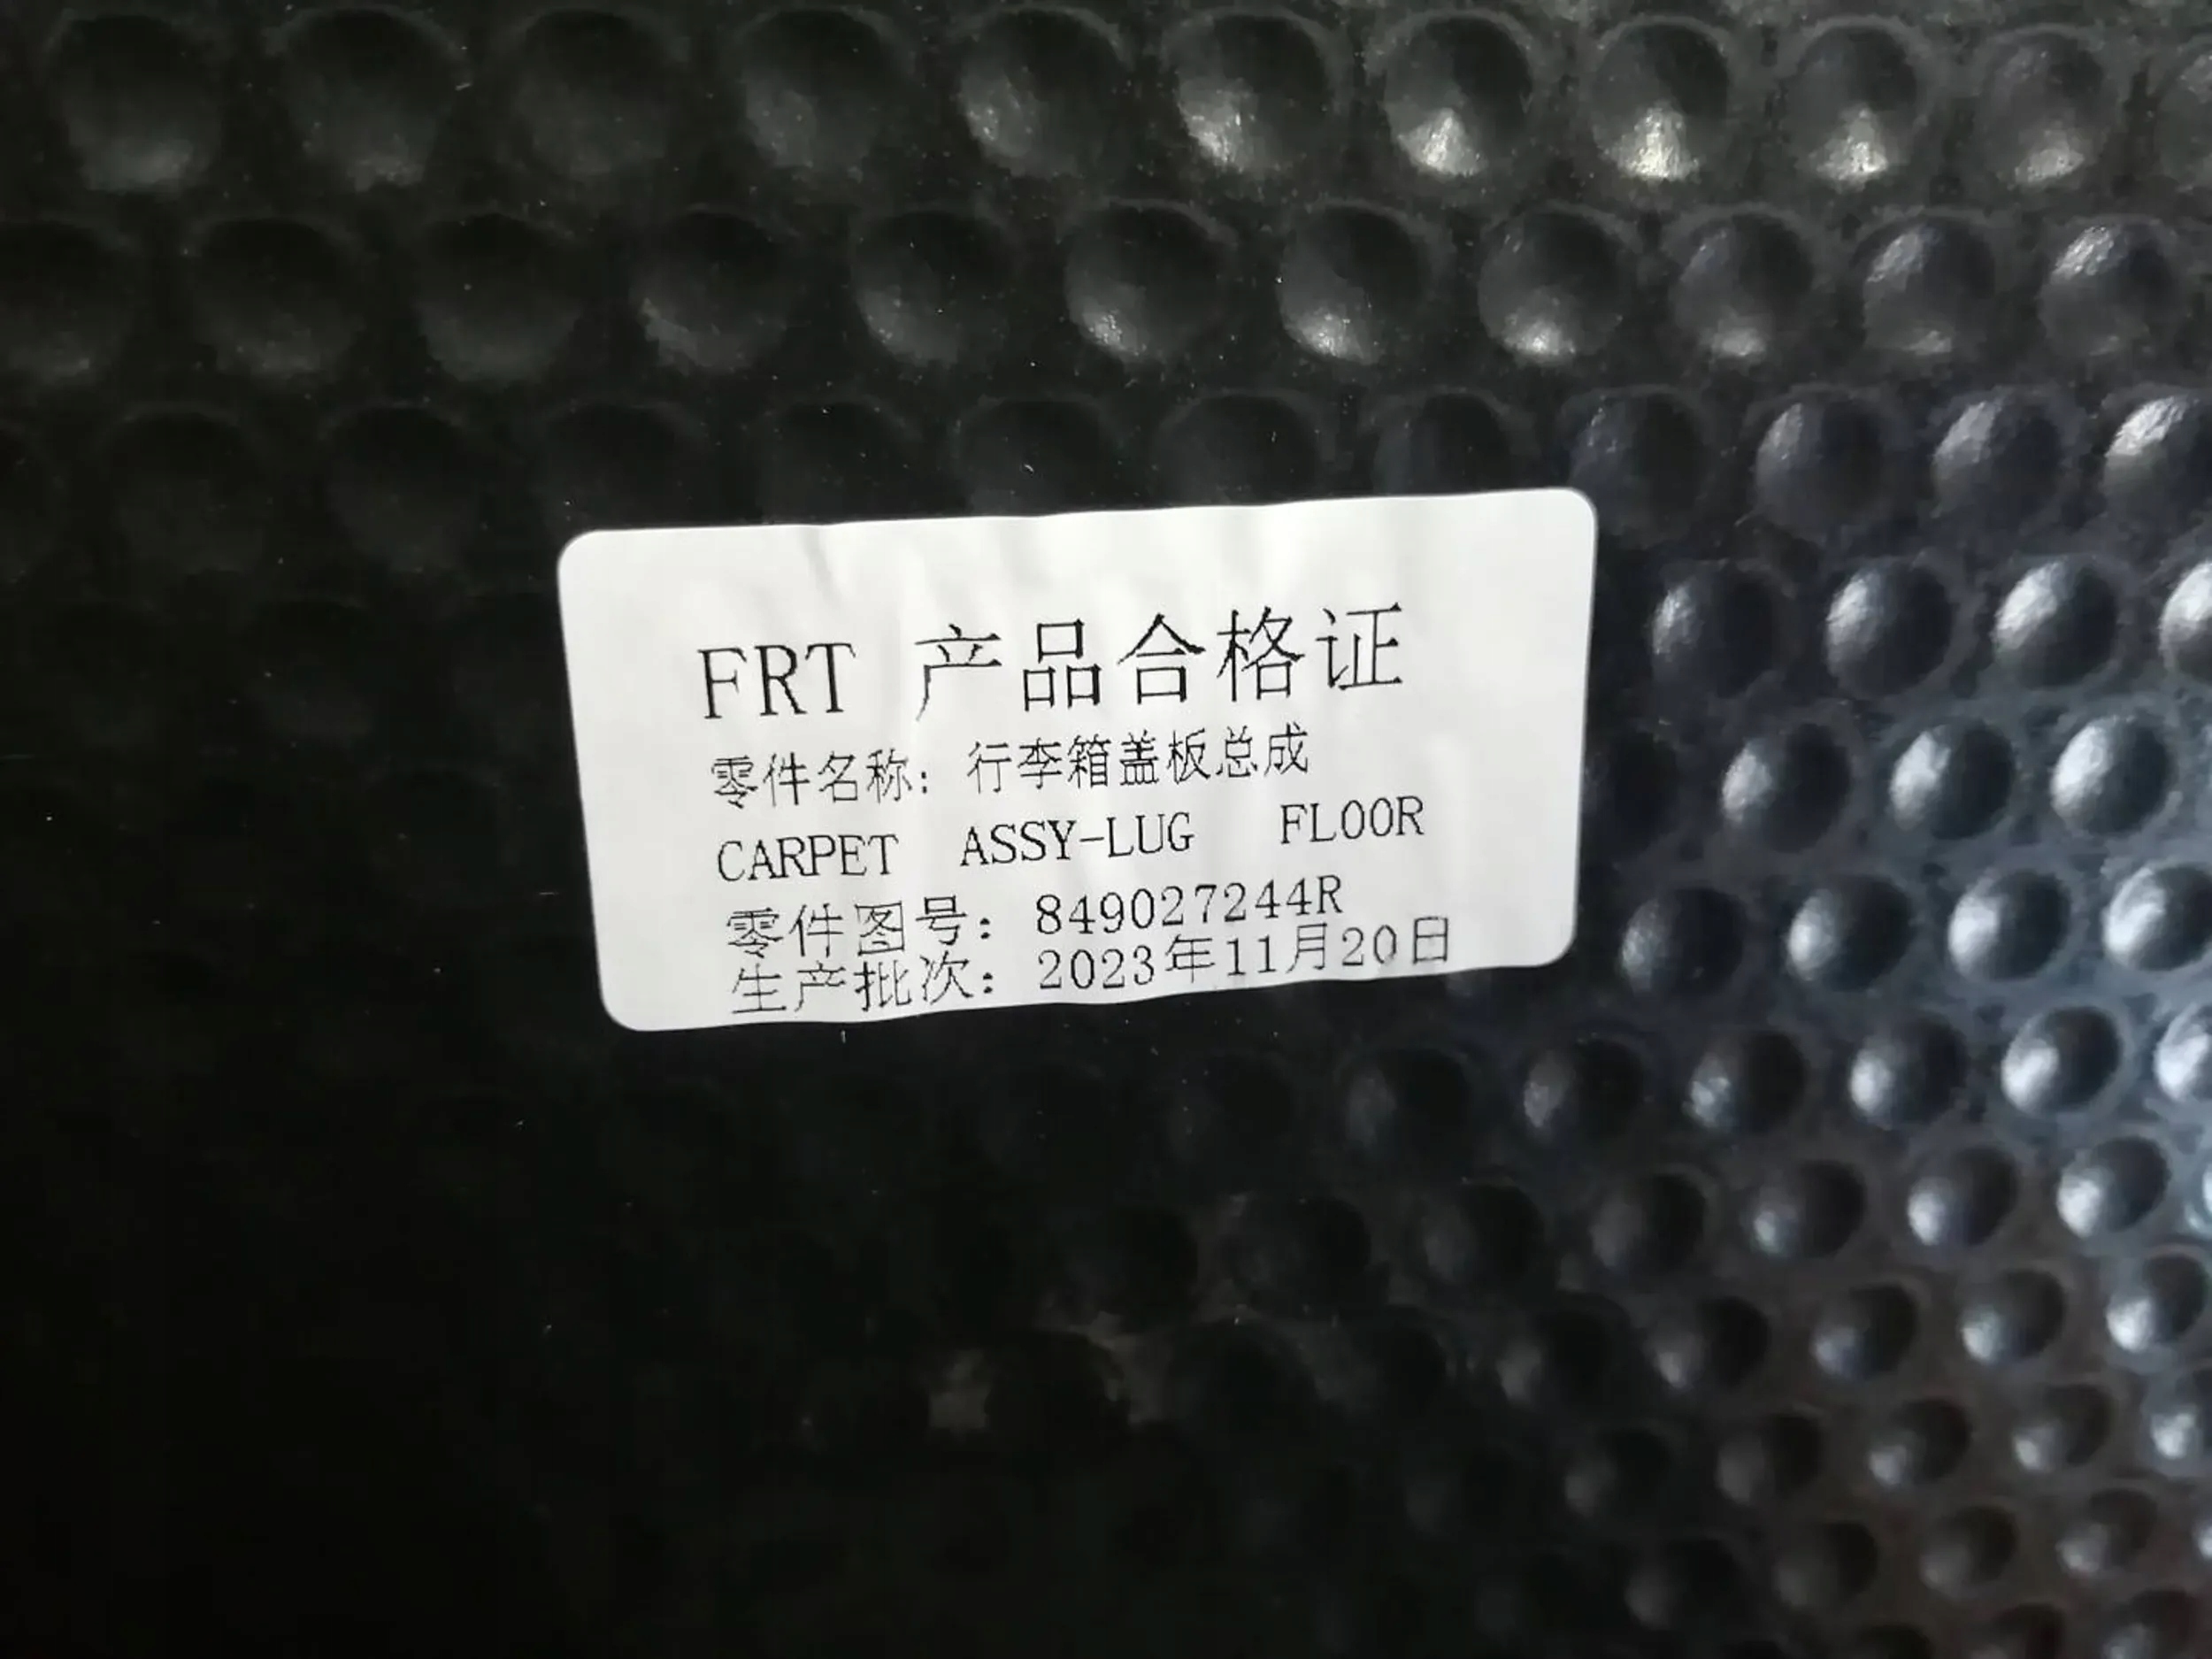 FRT 产品合格证
零件名称：行李箱盖板总成
CARPET ASSY-LUG FLOOR
零件图号：849027244R
生产批次：2023年11月20日